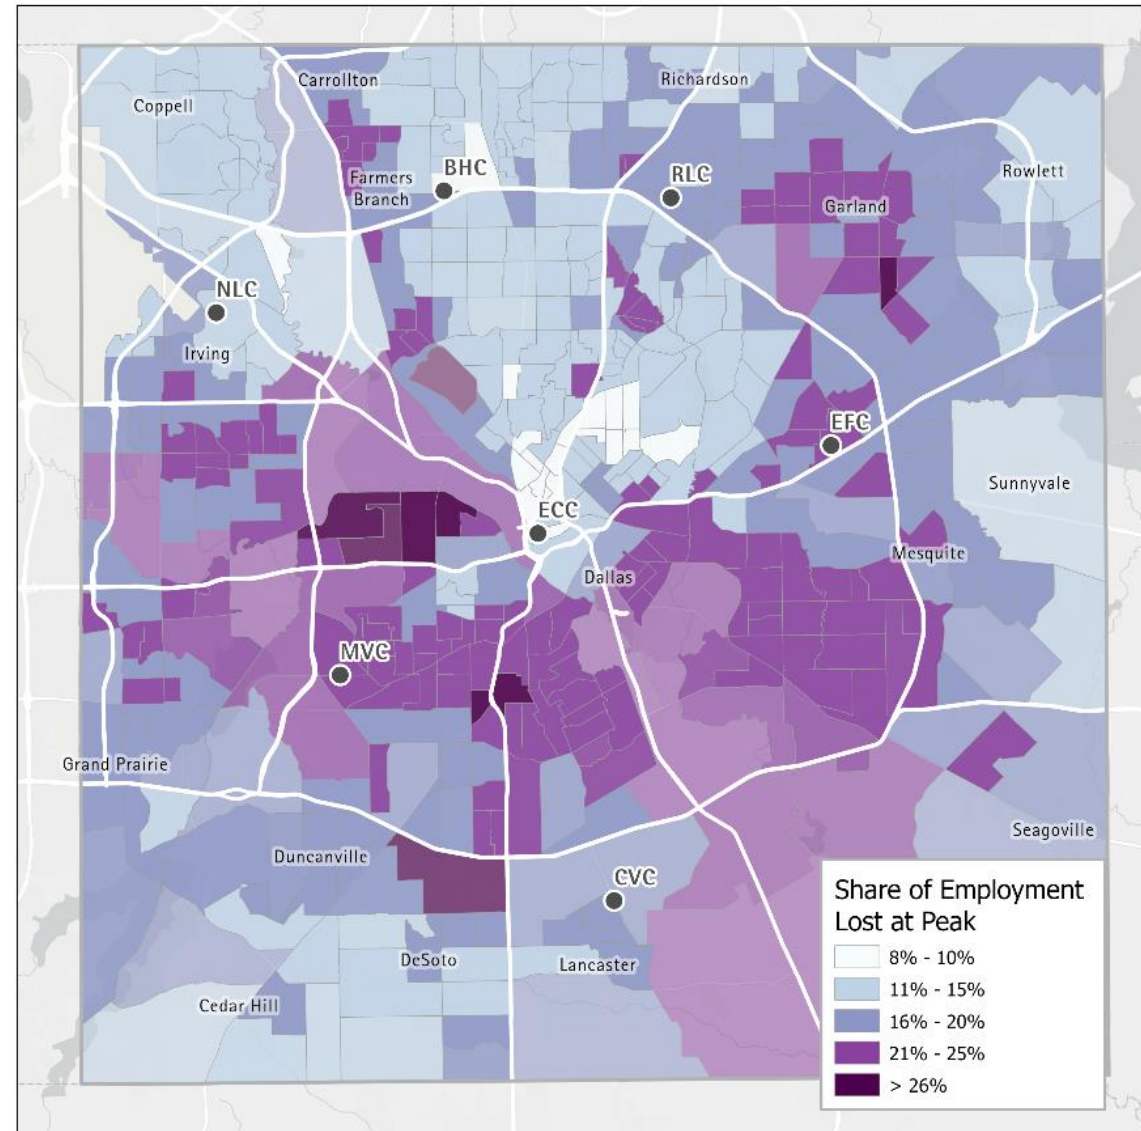 Carrollton
Richardson
Coppell
BHC
Farmers
Branch
RLC
Rowlett
Garland
NLC
Irving
EFC
Sunnyvale
ECC
Mesquite
Dallas
MVC
Grand Prairie
Seagoville
Duncanville
CVC
DeSoto
Lancaster
Cedar Hill
Share of Employment
Lost at Peak
8% - 10%
11% - 15%
16% - 20%
21% - 25%
> 26%